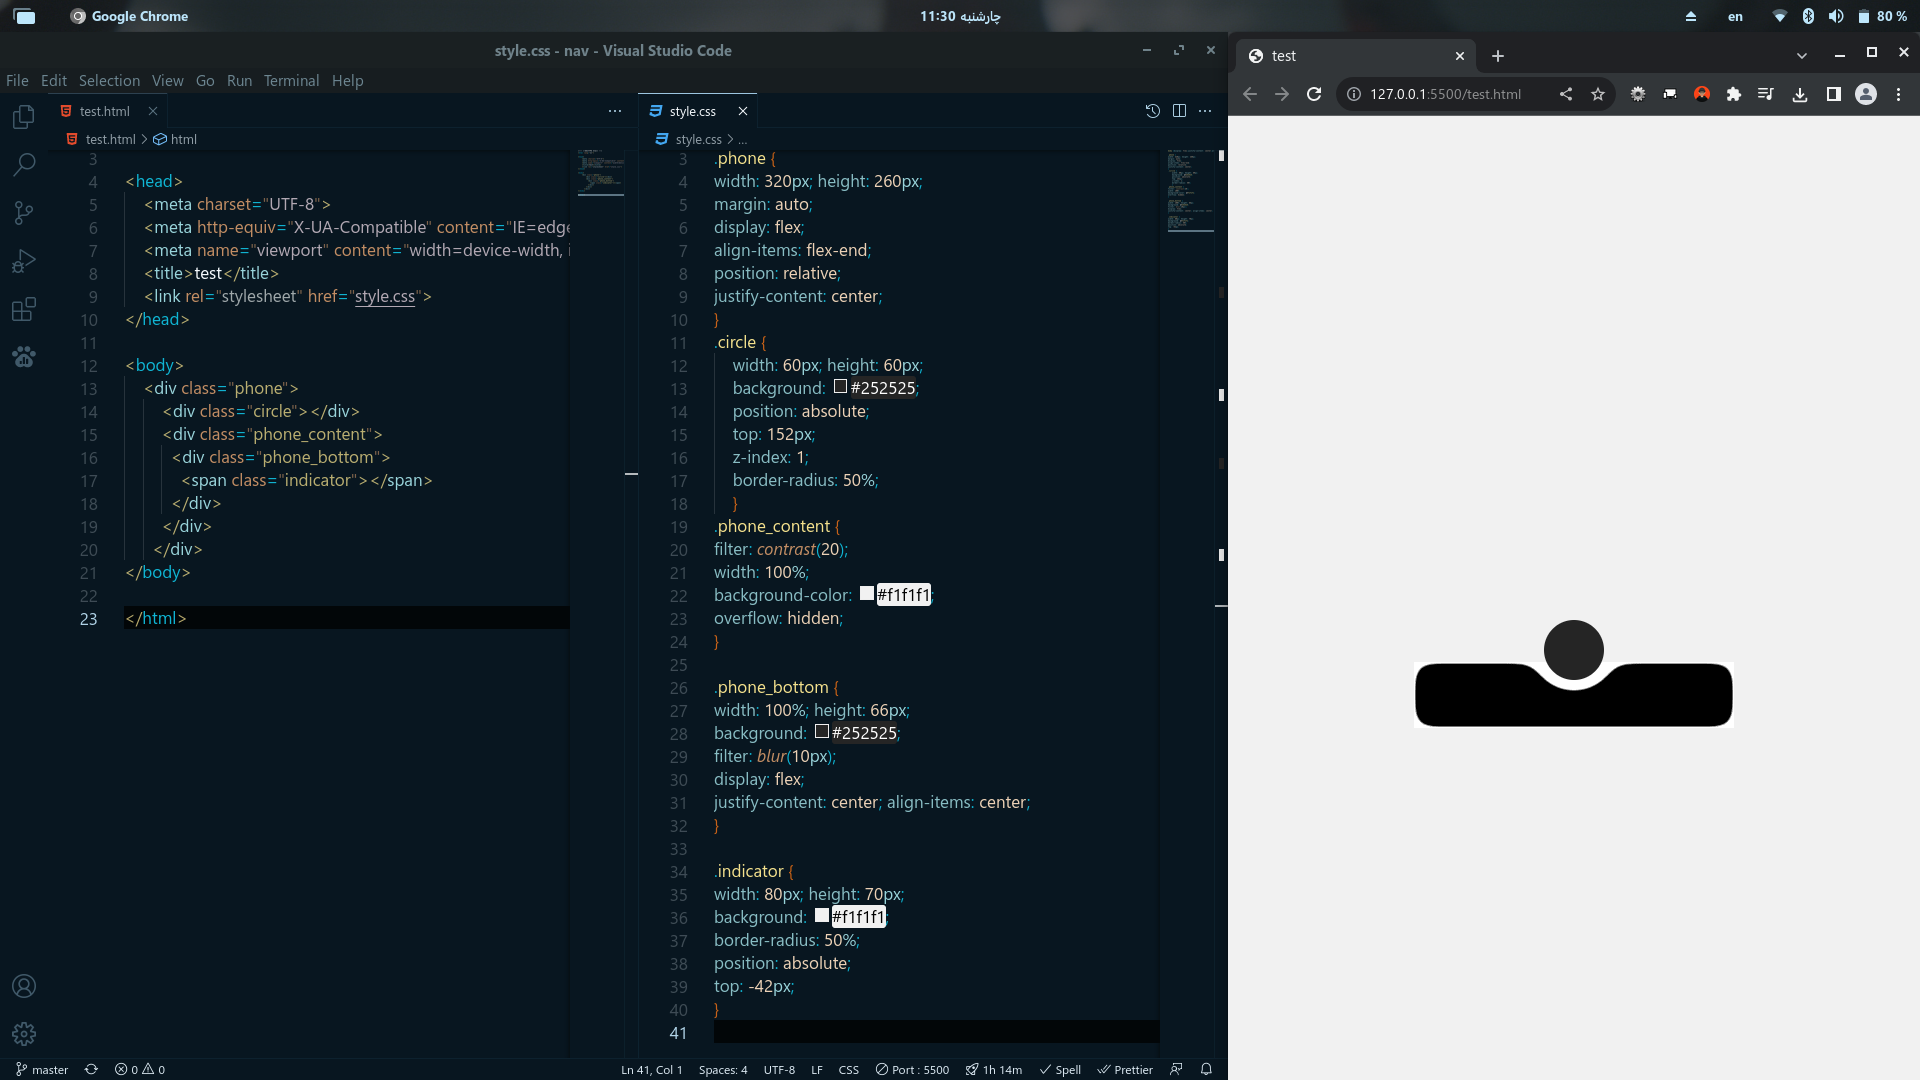 Google Chrome
چارشنبه 11:30
en
80 %
style.css - nav - Visual Studio Code
File Edit Selection View Go Run Terminal Help
test.html
test.html > html
3
4 <head>
5 <meta charset="UTF-8">
6 <meta http-equiv="X-UA-Compatible" content="IE=edge
7 <meta name="viewport" content="width=device-width, i
8 <title>test</title>
9 <link rel="stylesheet" href="style.css">
10 </head>
11
12 <body>
13 <div class="phone">
14 <div class="circle"></div>
15 <div class="phone_content">
16 <div class="phone_bottom">
17 <span class="indicator"></span>
18 </div>
19 </div>
20 </div>
21 </body>
22
23 </html>
style.css
style.css > ...
3 .phone {
4 width: 320px; height: 260px;
5 margin: auto;
6 display: flex;
7 align-items: flex-end;
8 position: relative;
9 justify-content: center;
10 }
11 .circle {
12 width: 60px; height: 60px;
13 background: #252525;
14 position: absolute;
15 top: 152px;
16 z-index: 1;
17 border-radius: 50%;
18 }
19 .phone_content {
20 filter: contrast(20);
21 width: 100%;
22 background-color: #f1f1f1;
23 overflow: hidden;
24 }
25
26 .phone_bottom {
27 width: 100%; height: 66px;
28 background: #252525;
29 filter: blur(10px);
30 display: flex;
31 justify-content: center; align-items: center;
32 }
33
34 .indicator {
35 width: 80px; height: 70px;
36 background: #f1f1f1;
37 border-radius: 50%;
38 position: absolute;
39 top: -42px;
40 }
41
master
0 0
Ln 41, Col 1
Spaces: 4
UTF-8
LF
CSS
Port : 5500
1h 14m
Spell
Prettier
test
127.0.0.1:5500/test.html